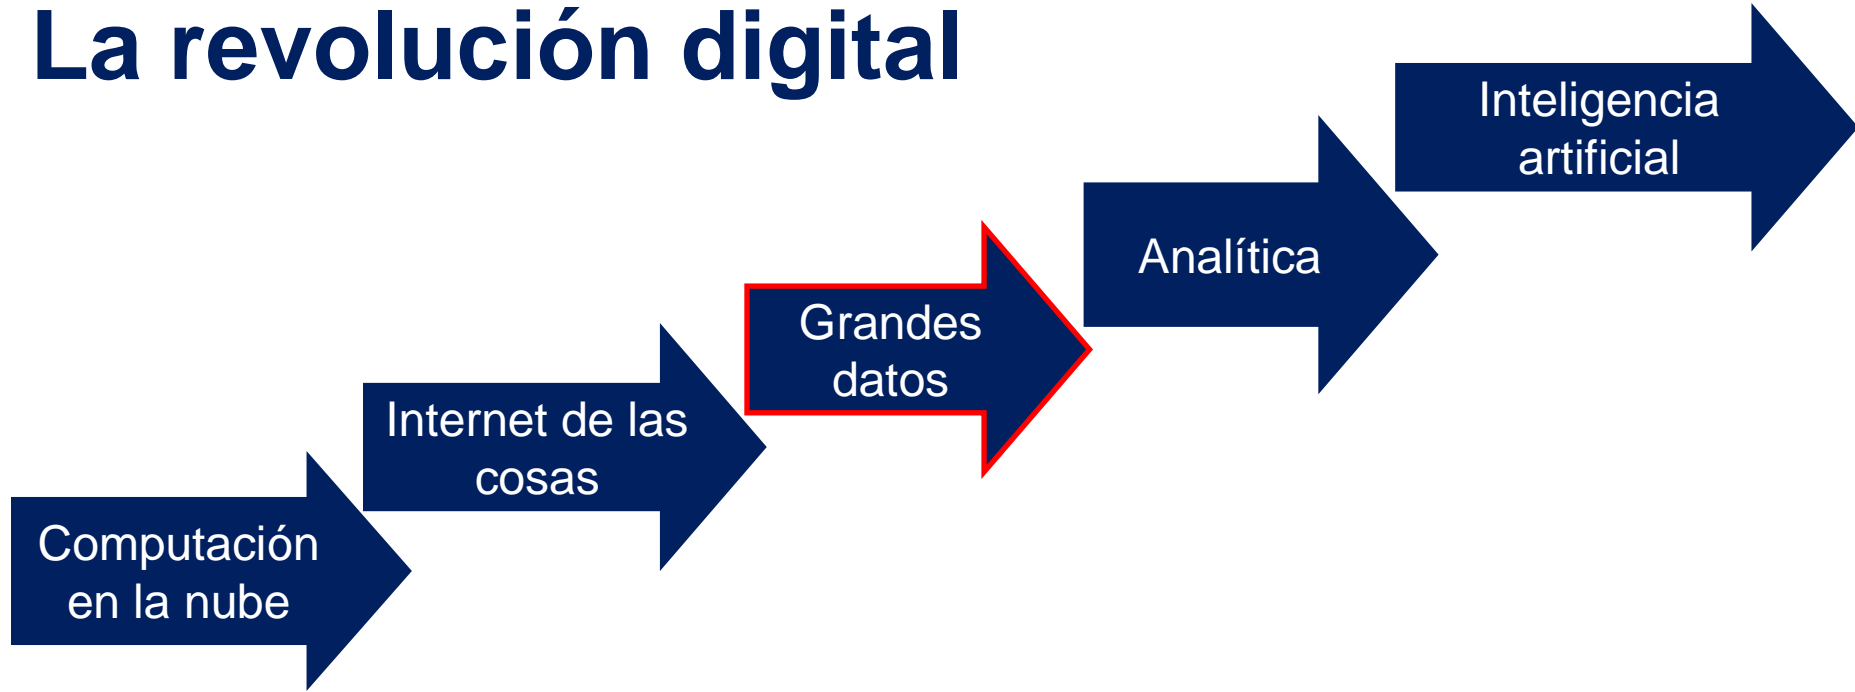 La revolución digital
Computación
en la nube
Internet de las
cosas
Grandes
datos
Analítica
Inteligencia
artificial